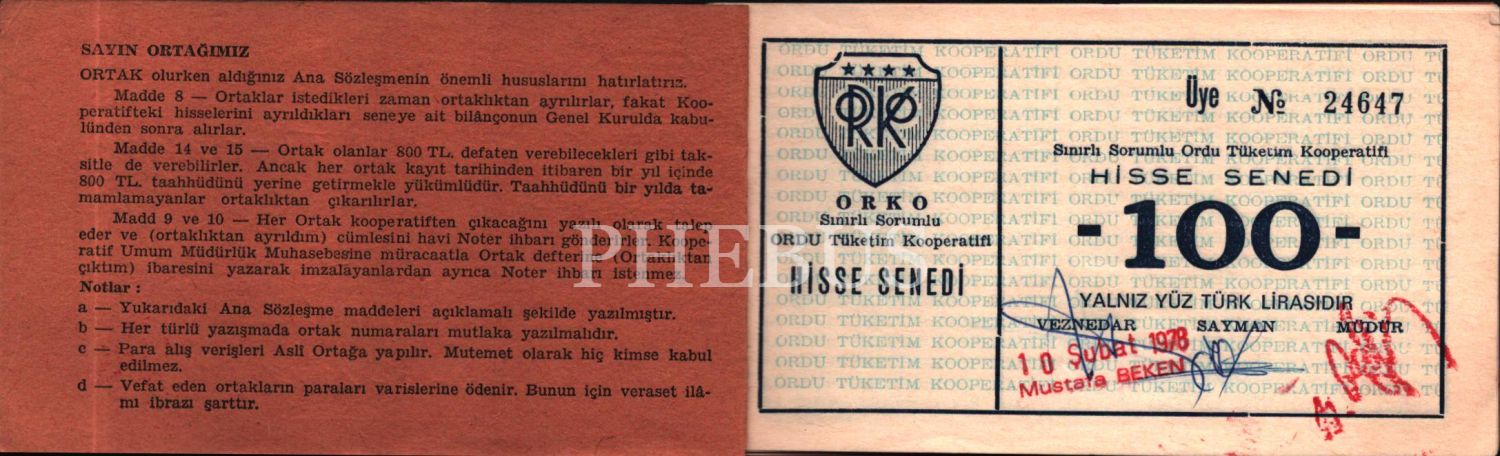 SAYIN ORTAĞIMIZ
ORTAK olurken aldığınız Ana Sözleşmenin önemli hususlarını hatırlatırız.
Madde 8 — Ortaklar istedikleri zaman ortaklıktan ayrılırlar, fakat Koo-
peratifteki hisselerini ayrıldıkları seneye ait bilânçonun Genel Kurulda kabu-
lünden sonra alırlar.
Madde 14 ve 15 — Ortak olanlar 800 TL. defaten verebilecekleri gibi tak-
sitle de verebilirler. Ancak her ortak kayıt tarihinden itibaren bir yıl içinde
800 TL. taahhüdünü yerine getirmekle yükümlüdür. Taahhüdünü bir yılda ta-
mamlamayanlar ortaklıktan çıkarılırlar.
Madd 9 ve 10 — Her Ortak kooperatiften çıkacağını yazılı olarak talep
eder ve (ortaklıktan ayrıldım) cümlesini havi Noter ihbarı gönderirler. Koope-
ratif Umum Müdürlük Muhasebesine müracaatla Ortak defterine (Ortaklıktan
çıktım) ibaresini yazarak imzalayanlardan ayrıca Noter ihbarı istenmez.
Notlar :
a — Yukarıdaki Ana Sözleşme maddeleri açıklamalı şekilde yazılmıştır.
b — Her türlü yazışmada ortak numaraları mutlaka yazılmalıdır.
c — Para alış verişleri Asli Ortağa yapılır. Mutemet olarak hiç kimse kabul
edilmez.
d — Vefat eden ortakların paraları varislerine ödenir. Bunun için veraset ilâ-
mı ibrazı şarttır.
PHEBUS
ORKO
Sınırlı Sorumlu
ORDU Tüketim Kooperatifi
HİSSE SENEDİ
Üye № 24647
Sınırlı Sorumlu Ordu Tüketim Kooperatifi
HİSSE SENEDİ
-100-
YALNIZ YÜZ TÜRK LİRASIDIR
VEZNEDAR SAYMAN MÜDÜR
10 Şubat 1978
Mustafa BEKEN